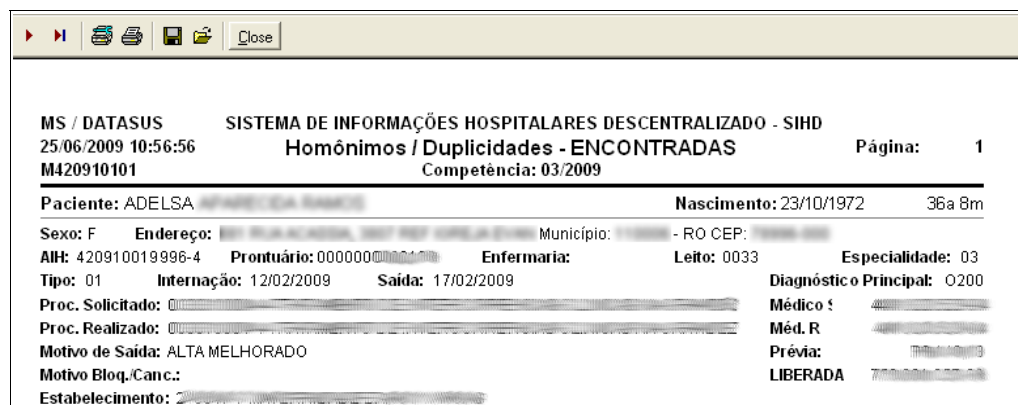 Close
MS / DATASUS SISTEMA DE INFORMAÇÕES HOSPITALARES DESCENTRALIZADO - SIHD
25/06/2009 10:56:56 Homônimos / Duplicidades - ENCONTRADAS Página: 1
M420910101 Competência: 03/2009
Paciente: ADELSA Nascimento: 23/10/1972 36a 8m
Sexo: F Endereço: Município: - RO CEP:
AIH: 420910019996-4 Prontuário: Enfermaria: Leito: 0033 Especialidade: 03
Tipo: 01 Internação: 12/02/2009 Saída: 17/02/2009 Diagnóstico Principal: O200
Proc. Solicitado: Médico
Proc. Realizado: Méd. R
Motivo de Saída: ALTA MELHORADO Prévia:
Motivo Bloq./Canc.: LIBERADA
Estabelecimento: